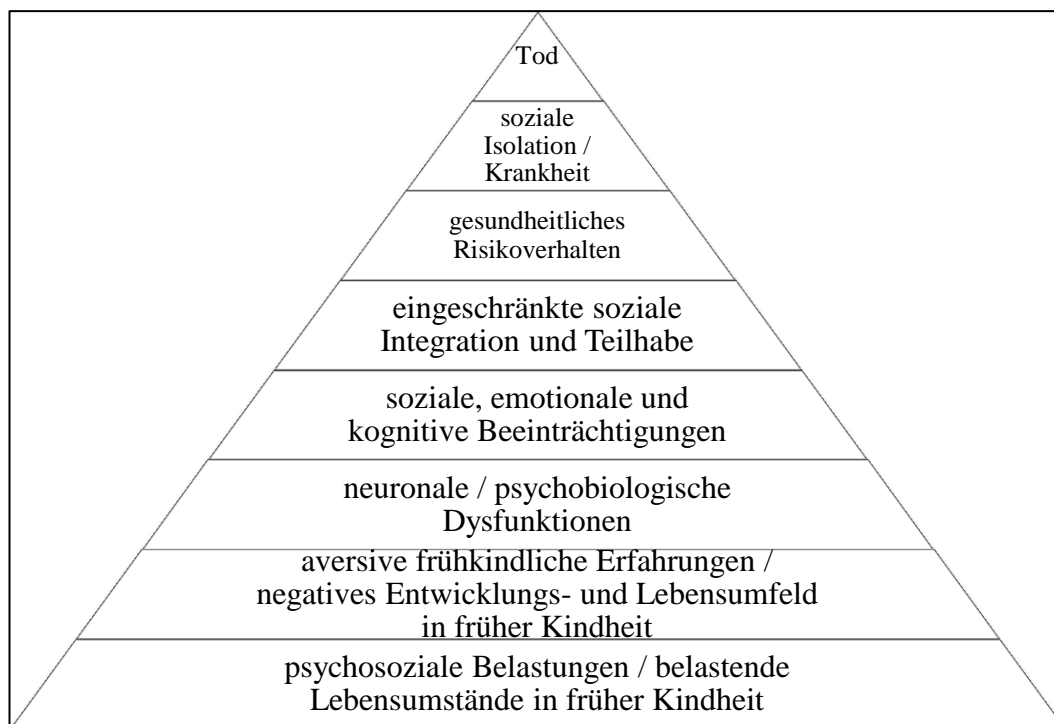 Tod
soziale
Isolation /
Krankheit
gesundheitliches
Risikoverhalten
eingeschränkte soziale
Integration und Teilhabe
soziale, emotionale und
kognitive Beeinträchtigungen
neuronale / psychobiologische
Dysfunktionen
aversive frühkindliche Erfahrungen /
negatives Entwicklungs- und Lebensumfeld
in früher Kindheit
psychosoziale Belastungen / belastende
Lebensumstände in früher Kindheit